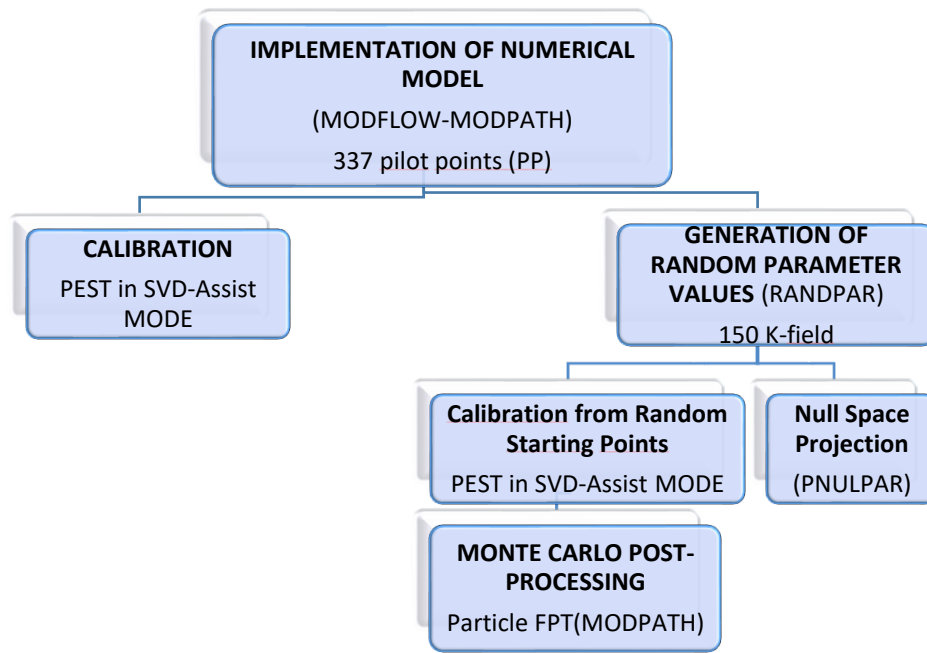 IMPLEMENTATION OF NUMERICAL
MODEL
(MODFLOW-MODPATH)
337 pilot points (PP)
CALIBRATION
PEST in SVD-Assist
MODE
GENERATION OF
RANDOM PARAMETER
VALUES (RANDPAR)
150 K-field
Calibration from Random
Starting Points
PEST in SVD-Assist MODE
Null Space
Projection
(PNULPAR)
MONTE CARLO POST-
PROCESSING
Particle FPT(MODPATH)